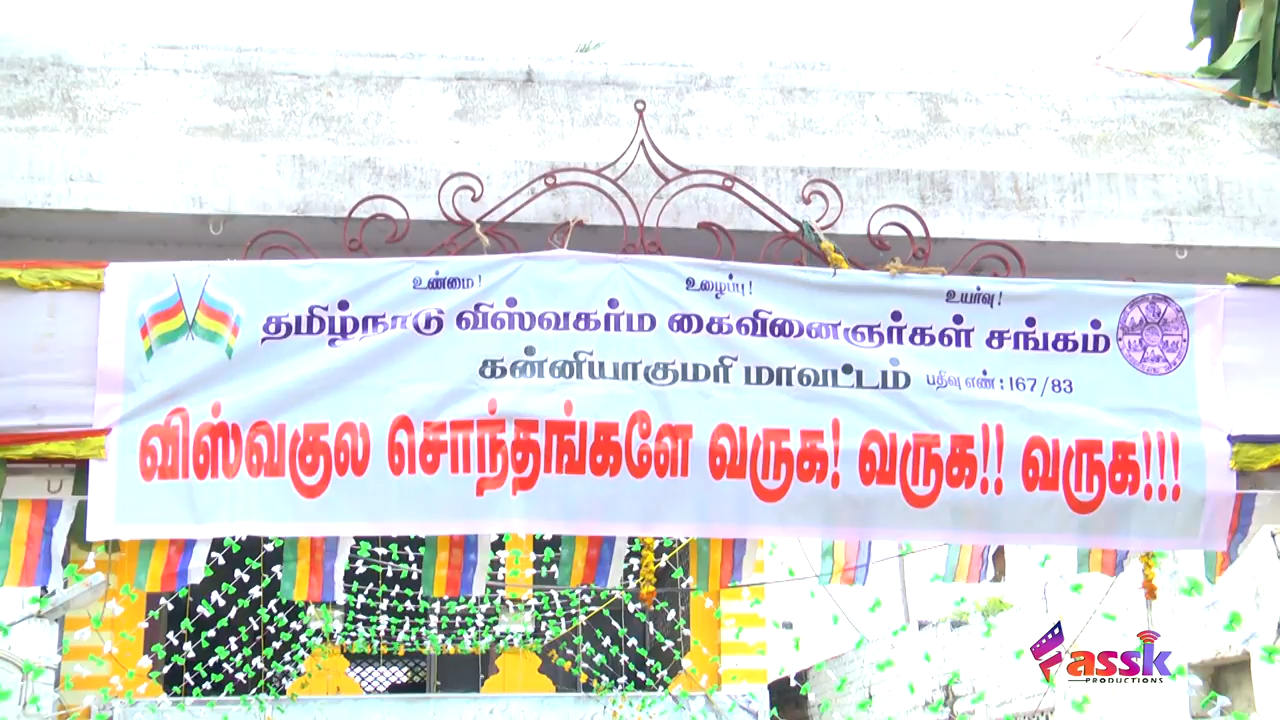 உண்மை! உழைப்பு! உயர்வு!
தமிழ்நாடு விஸ்வகர்ம கைவினைஞர்கள் சங்கம்
கன்னியாகுமரி மாவட்டம் பதிவு எண் : 167/83
விஸ்வகுல சொந்தங்களே வருக! வருக!! வருக!!!
Fassk
PRODUCTIONS